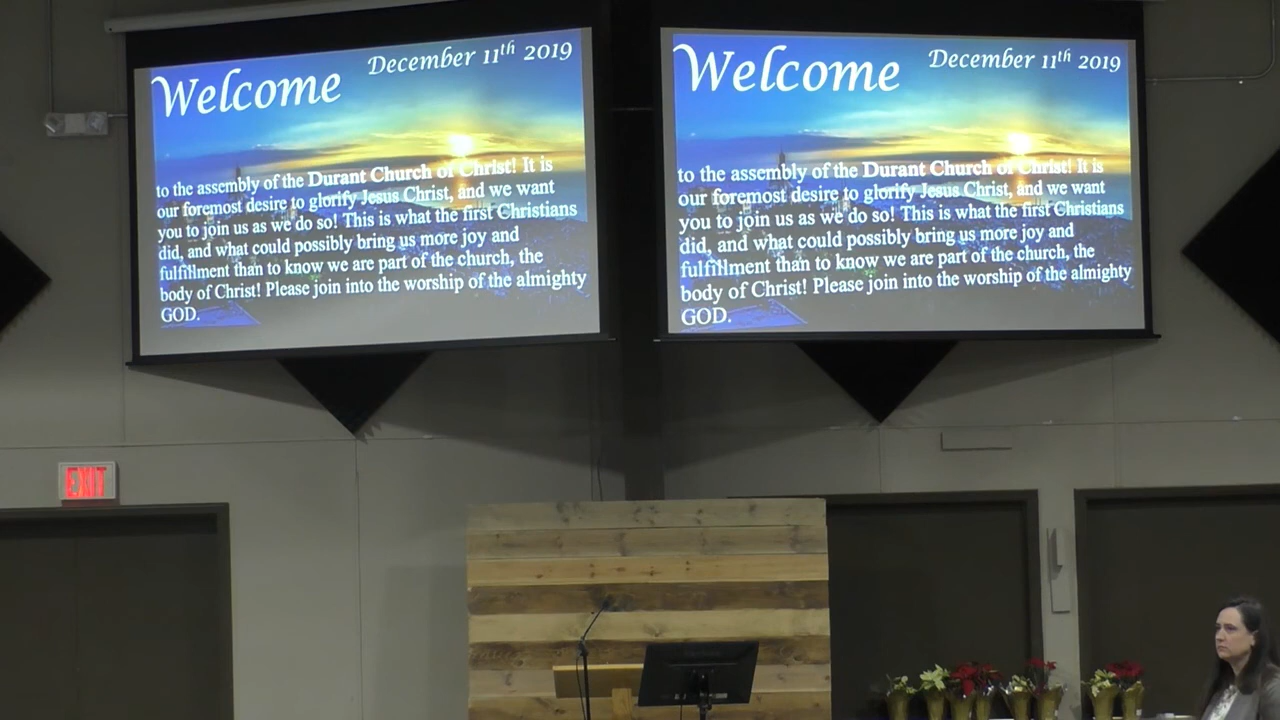 Welcome
December 11th 2019
to the assembly of the Durant Church of Christ! It is
our foremost desire to glorify Jesus Christ, and we want
you to join us as we do so! This is what the first Christians
did, and what could possibly bring us more joy and
fulfillment than to know we are part of the church, the
body of Christ! Please join into the worship of the almighty
GOD.
Welcome
December 11th 2019
to the assembly of the Durant Church of Christ! It is
our foremost desire to glorify Jesus Christ, and we want
you to join us as we do so! This is what the first Christians
did, and what could possibly bring us more joy and
fulfillment than to know we are part of the church, the
body of Christ! Please join into the worship of the almighty
GOD.
EXIT